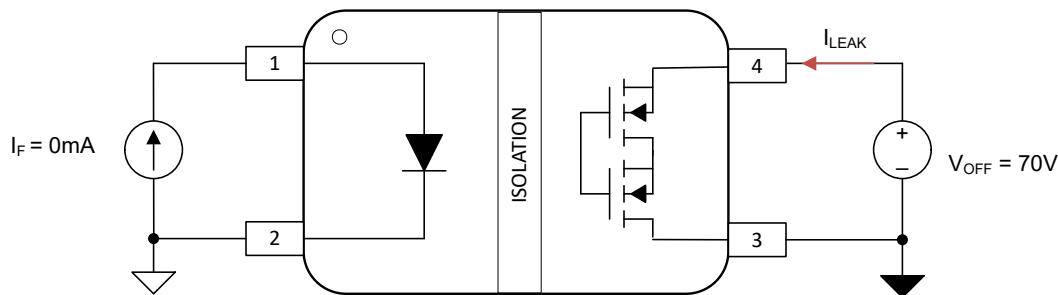 I_LEAK
1
4
I_F = 0mA
ISOLATION
+
–
V_OFF = 70V
2
3